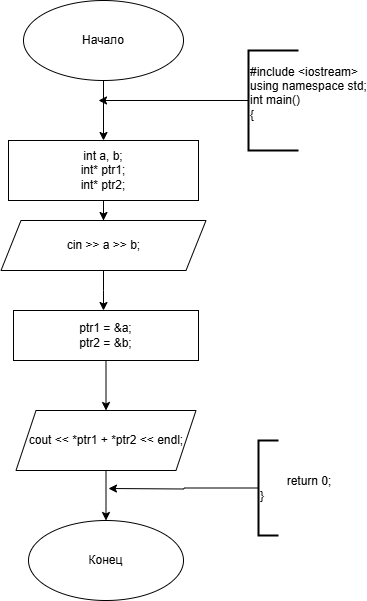 Начало
#include <iostream>
using namespace std;
int main()
{
int a, b;
int* ptr1;
int* ptr2;
cin >> a >> b;
ptr1 = &a;
ptr2 = &b;
cout << *ptr1 + *ptr2 << endl;
return 0;
}
Конец